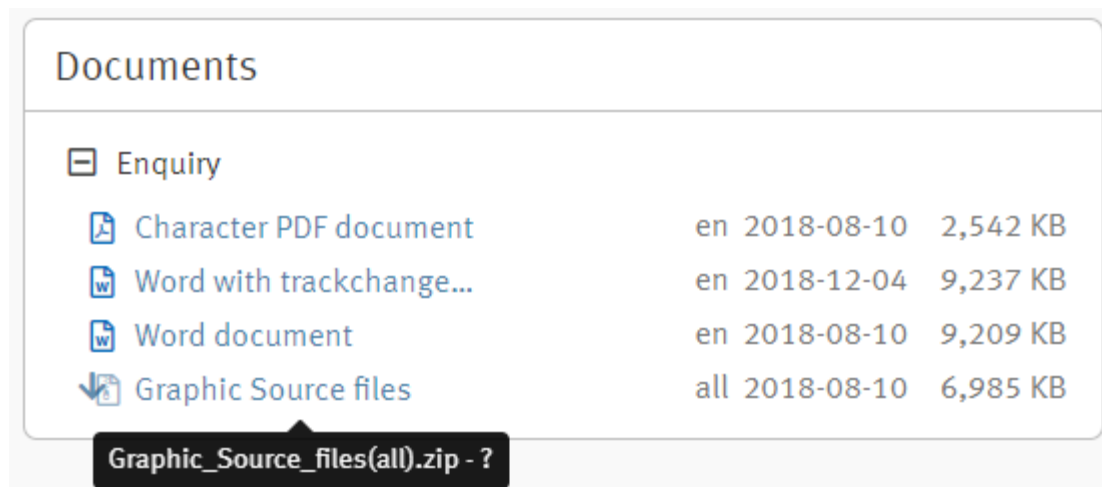 Documents
Enquiry
Character PDF document en 2018-08-10 2,542 KB
Word with trackchange... en 2018-12-04 9,237 KB
Word document en 2018-08-10 9,209 KB
Graphic Source files all 2018-08-10 6,985 KB
Graphic_Source_files(all).zip - ?